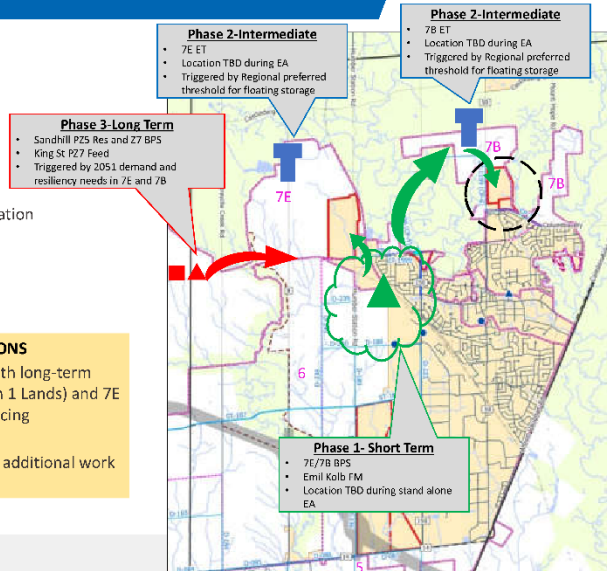 Phase 2-Intermediate
• 7B ET
• Location TBD during EA
• Triggered by Regional preferred
threshold for floating storage
Phase 2-Intermediate
• 7E ET
• Location TBD during EA
• Triggered by Regional preferred
threshold for floating storage
Phase 3-Long Term
• Sandhill PZ5 Res and Z7 BPS
• King St PZ7 Feed
• Triggered by 2051 demand and
resiliency needs in 7E and 7B
ation
7E
7B
7B
6
5
ONS
th long-term
n 1 Lands) and 7E
cing
additional work
Phase 1- Short Term
• 7E/7B BPS
• Emil Kolb FM
• Location TBD during stand alone
EA